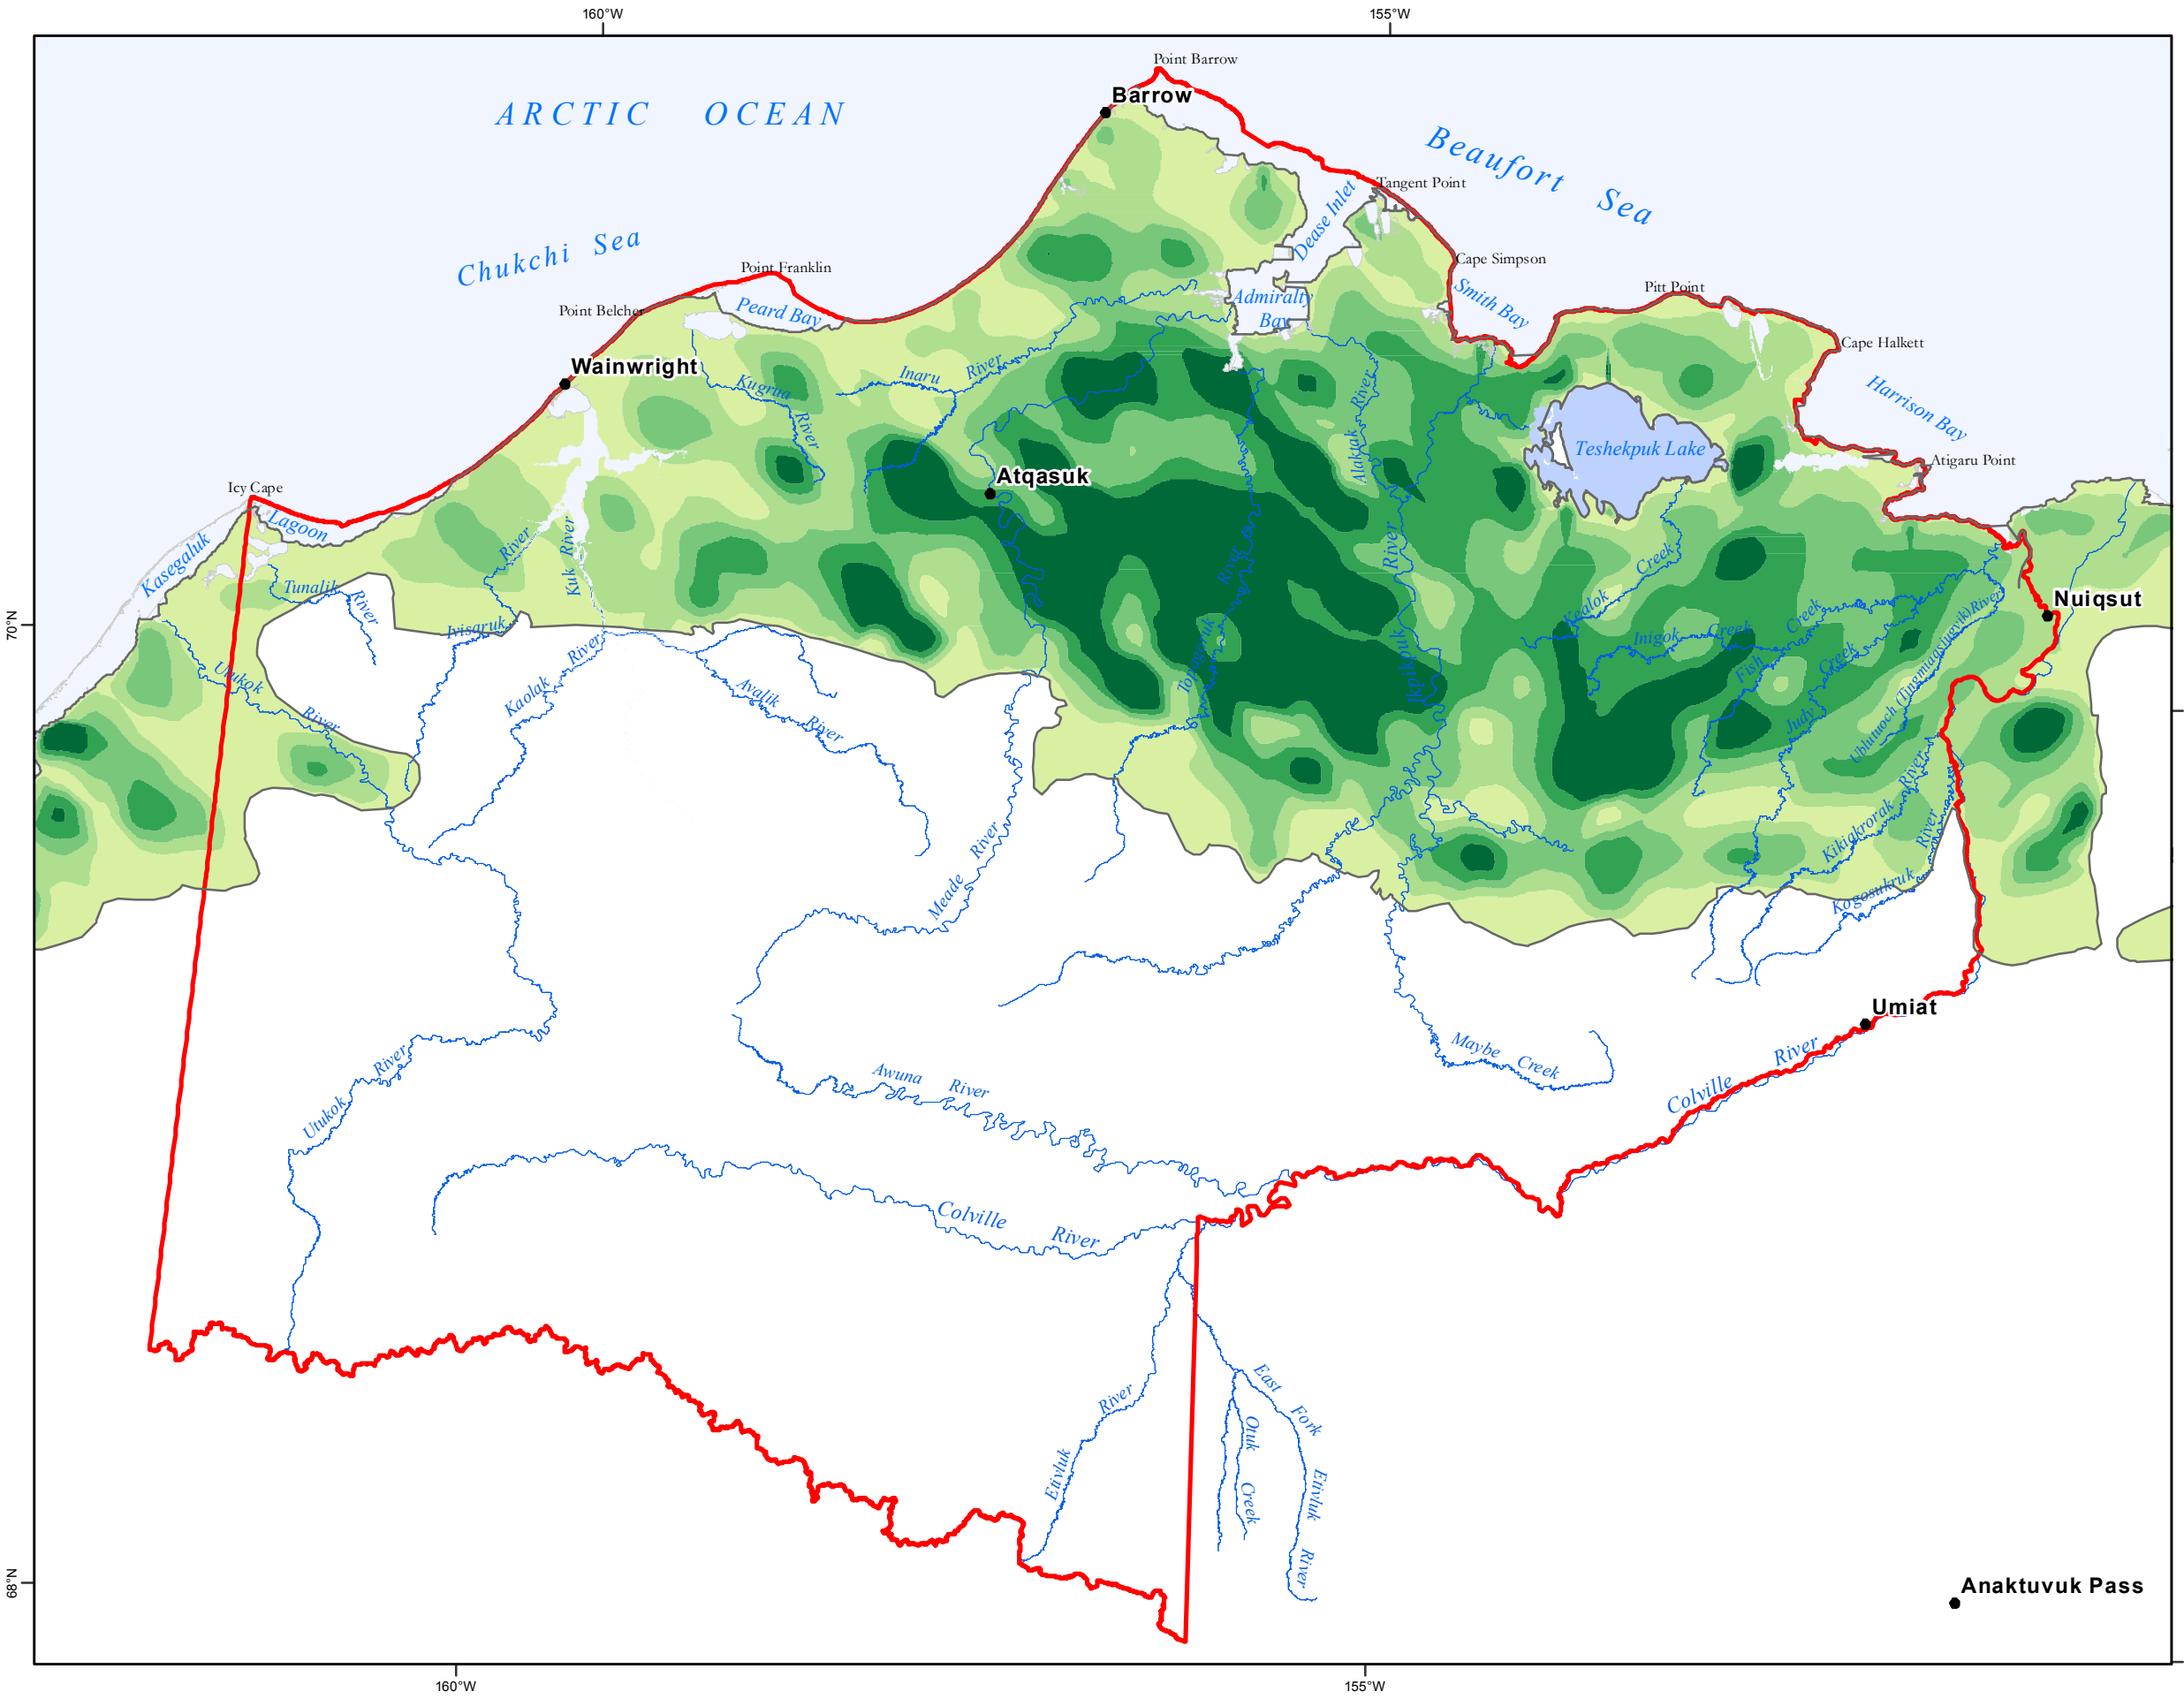 160°W
155°W
Point Barrow
Barrow
ARCTIC OCEAN
Beaufort Sea
Tangent Point
Dease Inlet
Chukchi Sea
Cape Simpson
Point Franklin
Pitt Point
Smith Bay
Admiralty
Bay
Point Belcher
Peard Bay
Cape Halkett
Wainwright
Inaru River
Kugrua River
Harrison Bay
Alaktak River
Teshekpuk Lake
Atigaru Point
Atqasuk
Icy Cape
Kasegaluk Lagoon
River
Kuk River
River
River
Creek
Tunalik River
Nuiqsut
70°N
Ivisaruk
River
Kealok
Inigok Creek
Creek
Ublutuoch (Tingmiaqsiugvik) River
Topagoruk
Ikpikpuk
Fish
Creek
Utukok
River
Kaolak
Avalik
River
Judy
River
Meade River
Kikiakrorak
River
Kogosukruk
Umiat
Maybe Creek
River
Colville
Awuna River
River
Utukok
Colville
River
East
Fork
Etivluk
River
River
Etivluk
Otuk
Creek
68°N
Anaktuvuk Pass
160°W
155°W